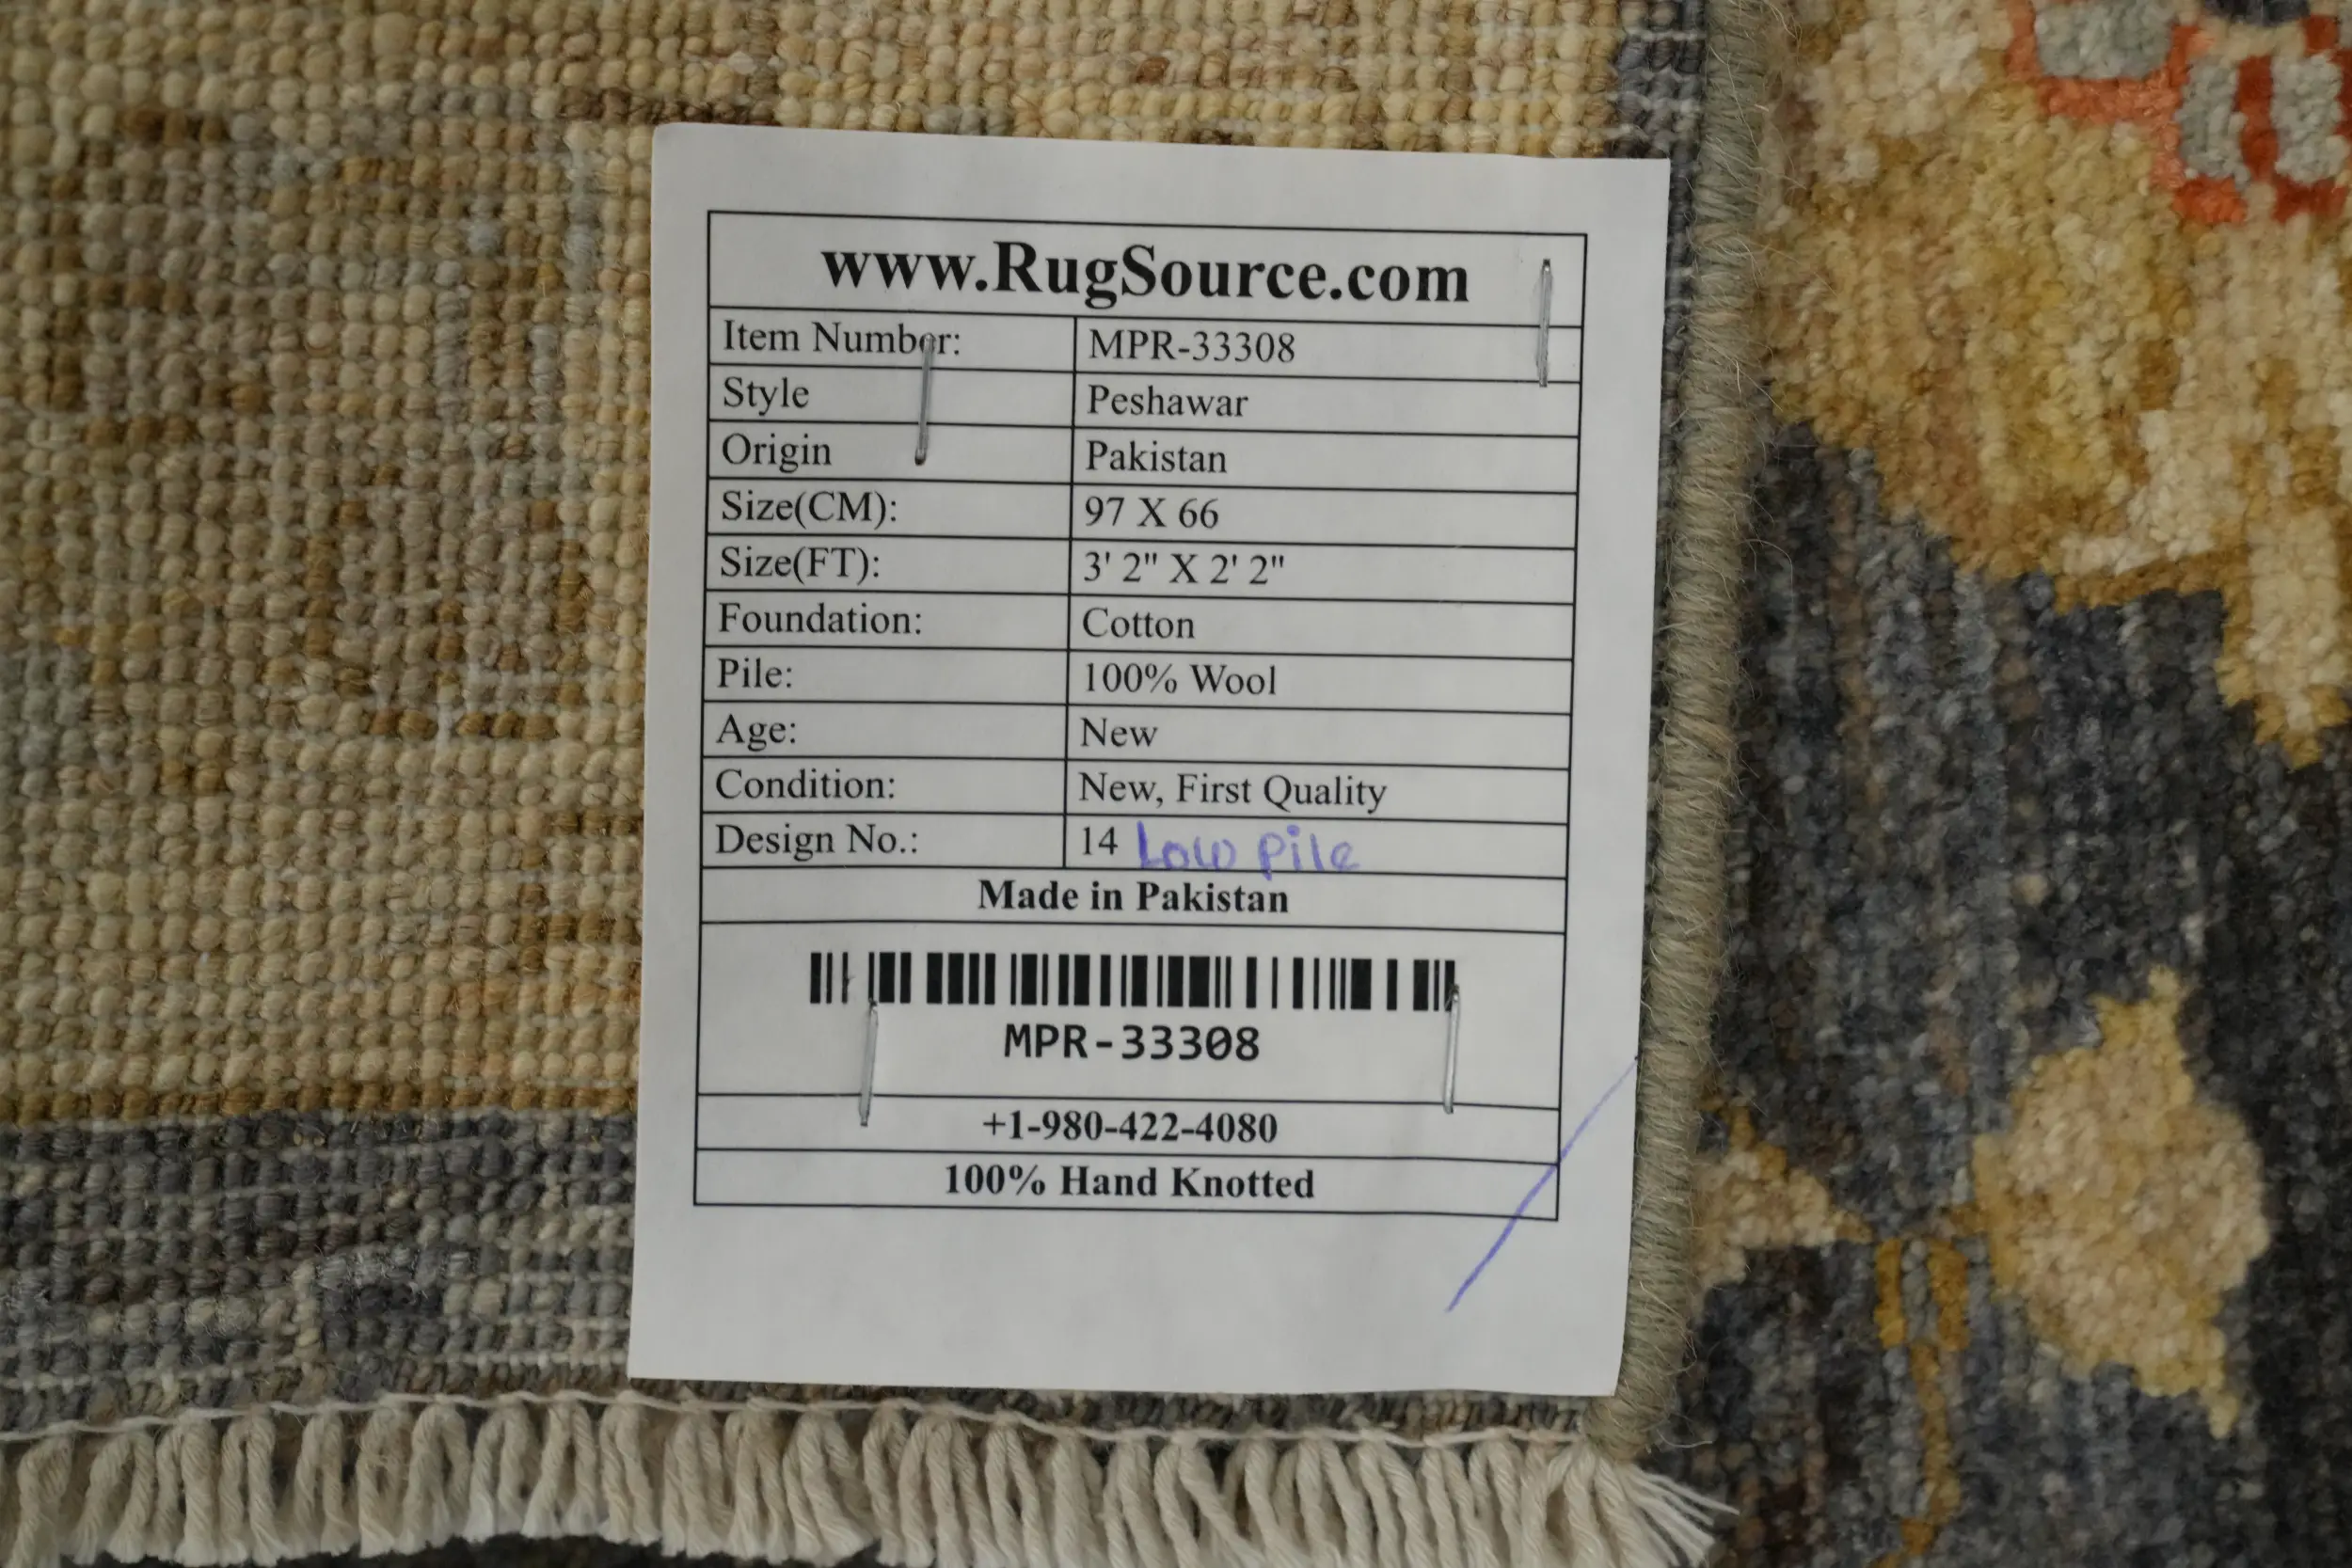 www.RugSource.com
Item Number: MPR-33308
Style Peshawar
Origin Pakistan
Size(CM): 97 X 66
Size(FT): 3' 2" X 2' 2"
Foundation: Cotton
Pile: 100% Wool
Age: New
Condition: New, First Quality
Design No.: 14 Low Pile
Made in Pakistan
MPR-33308
+1-980-422-4080
100% Hand Knotted